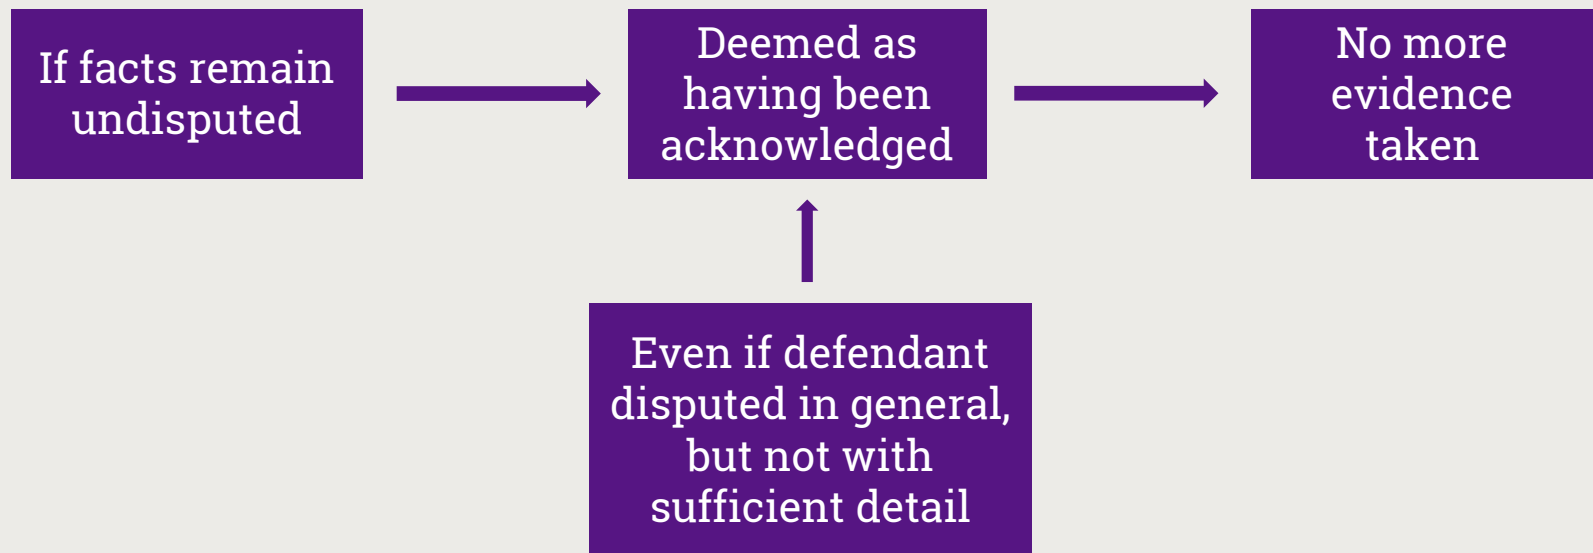 If facts remain
undisputed
Deemed as
having been
acknowledged
No more
evidence
taken
Even if defendant
disputed in general,
but not with
sufficient detail